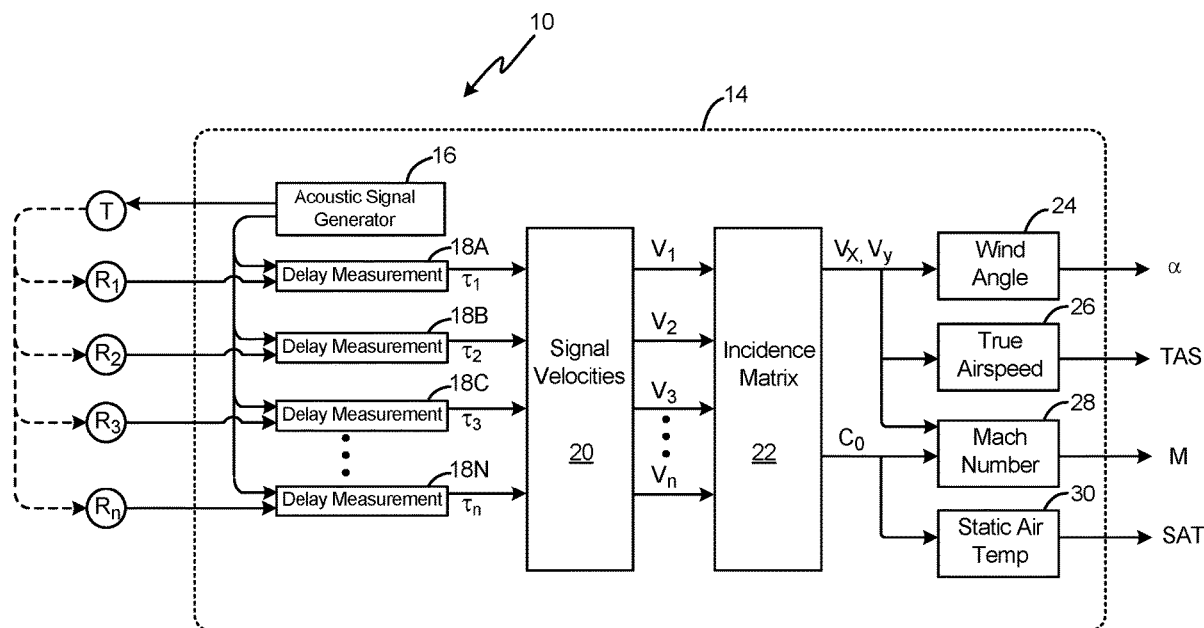 10
14
16
Acoustic Signal
Generator
T
18A
Delay Measurement
τ1
R1
18B
Delay Measurement
τ2
R2
18C
Delay Measurement
τ3
R3
18N
Delay Measurement
τn
Rn
Signal
Velocities
20
V1
V2
V3
Vn
Incidence
Matrix
22
VX, Vy
C0
24
Wind
Angle
α
26
True
Airspeed
TAS
28
Mach
Number
M
30
Static Air
Temp
SAT